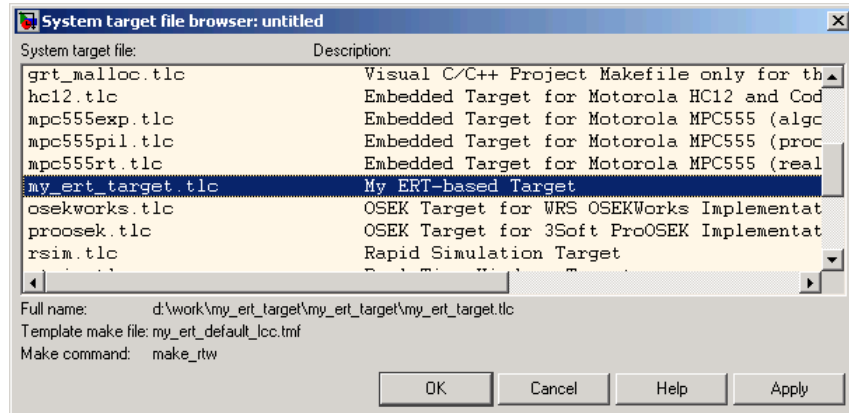 System target file browser: untitled
System target file: Description:
grt_malloc.tlc Visual C/C++ Project Makefile only for th
hc12.tlc Embedded Target for Motorola HC12 and Cod
mpc555exp.tlc Embedded Target for Motorola MPC555 (algo
mpc555pil.tlc Embedded Target for Motorola MPC555 (proc
mpc555rt.tlc Embedded Target for Motorola MPC555 (real
my_ert_target.tlc My ERT-based Target
osekworks.tlc OSEK Target for WRS OSEKWorks Implementat
proosek.tlc OSEK Target for 3Soft ProOSEK Implementat
rsim.tlc Rapid Simulation Target
Full name: d:\work\my_ert_target\my_ert_target\my_ert_target.tlc
Template make file: my_ert_default_lcc.tmf
Make command: make_rtw
OK Cancel Help Apply